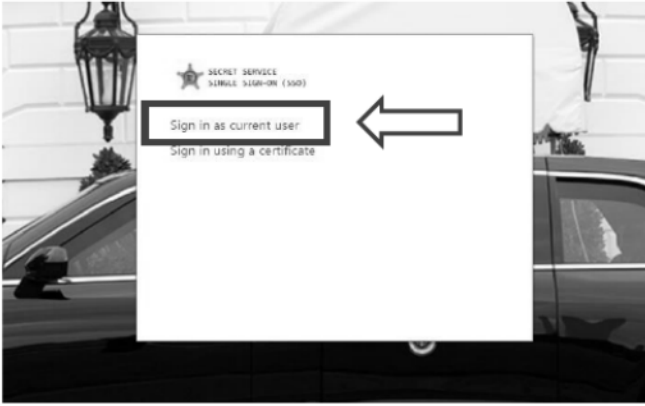 SECRET SERVICE
SINGLE SIGN-ON (SSO)
Sign in as current user
Sign in using a certificate